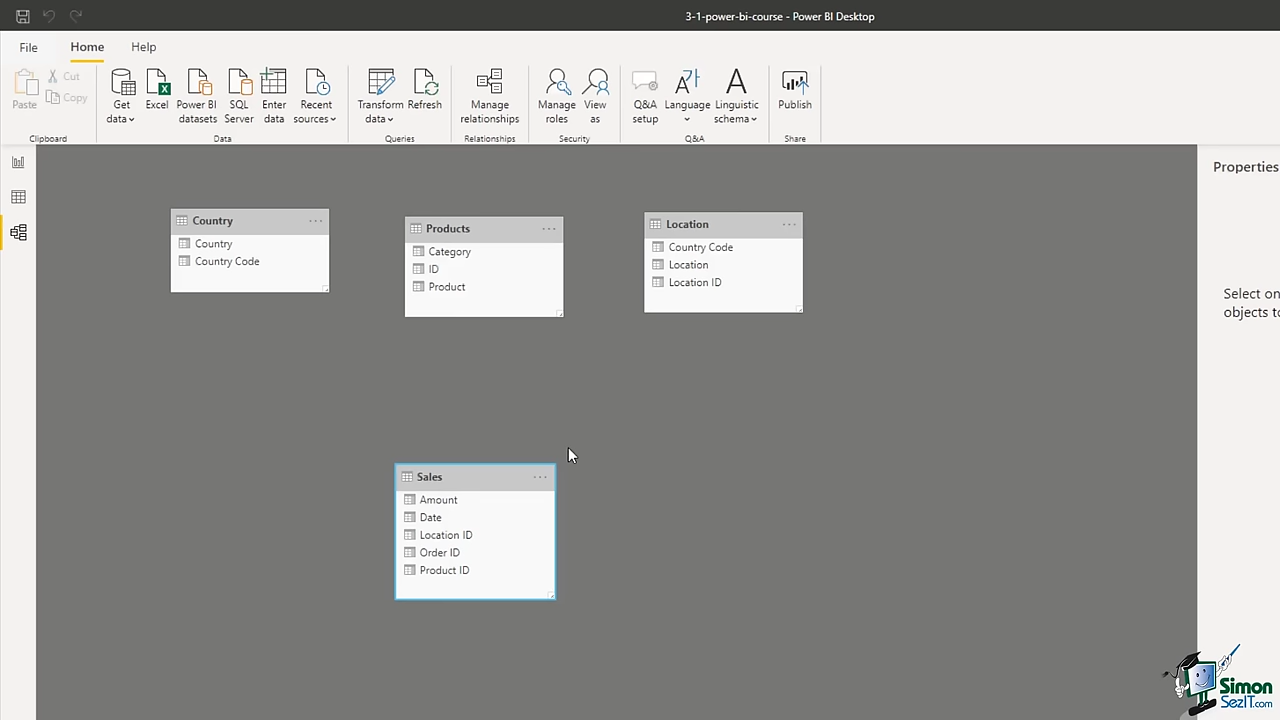 3-1-power-bi-course - Power BI Desktop
File Home Help
Paste
Cut
Copy
Get data
Excel
Power BI datasets
SQL Server
Enter data
Recent sources
Transform data
Refresh
Manage relationships
Manage roles
View as
Q&A setup
Language
Linguistic schema
Publish
Clipboard Data Queries Relationships Security Q&A Share
Properties
Select on
objects to
Country ...
Country
Country Code
Products ...
Category
ID
Product
Location ...
Country Code
Location
Location ID
Sales ...
Amount
Date
Location ID
Order ID
Product ID
Simon
SezIT.com